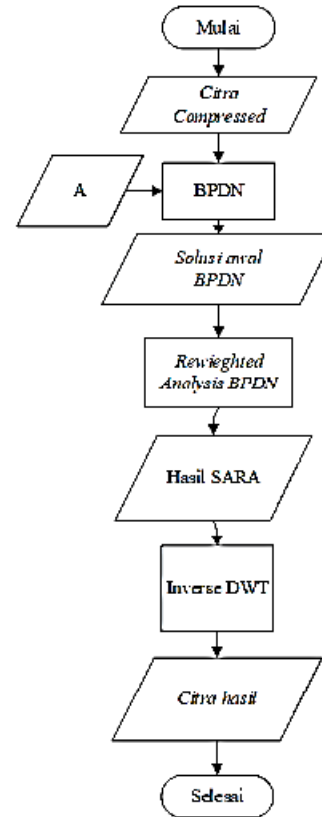 Mulai
Citra
Compressed
A
BPDN
Solusi awal
BPDN
Rewieghted
Analysis BPDN
Hasil SARA
Inverse DWT
Citra hasil
Selesai